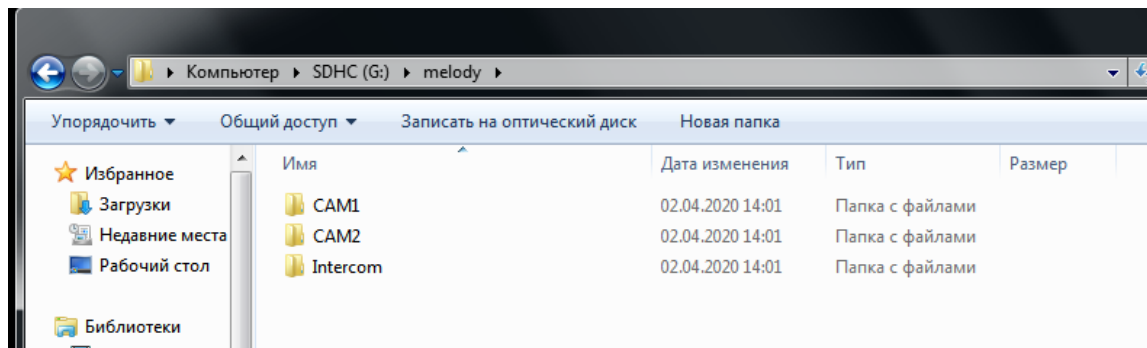 Компьютер SDHC (G:) melody
Упорядочить Общий доступ Записать на оптический диск Новая папка
Избранное
Загрузки
Недавние места
Рабочий стол
Библиотеки
Имя Дата изменения Тип Размер
CAM1 02.04.2020 14:01 Папка с файлами
CAM2 02.04.2020 14:01 Папка с файлами
Intercom 02.04.2020 14:01 Папка с файлами